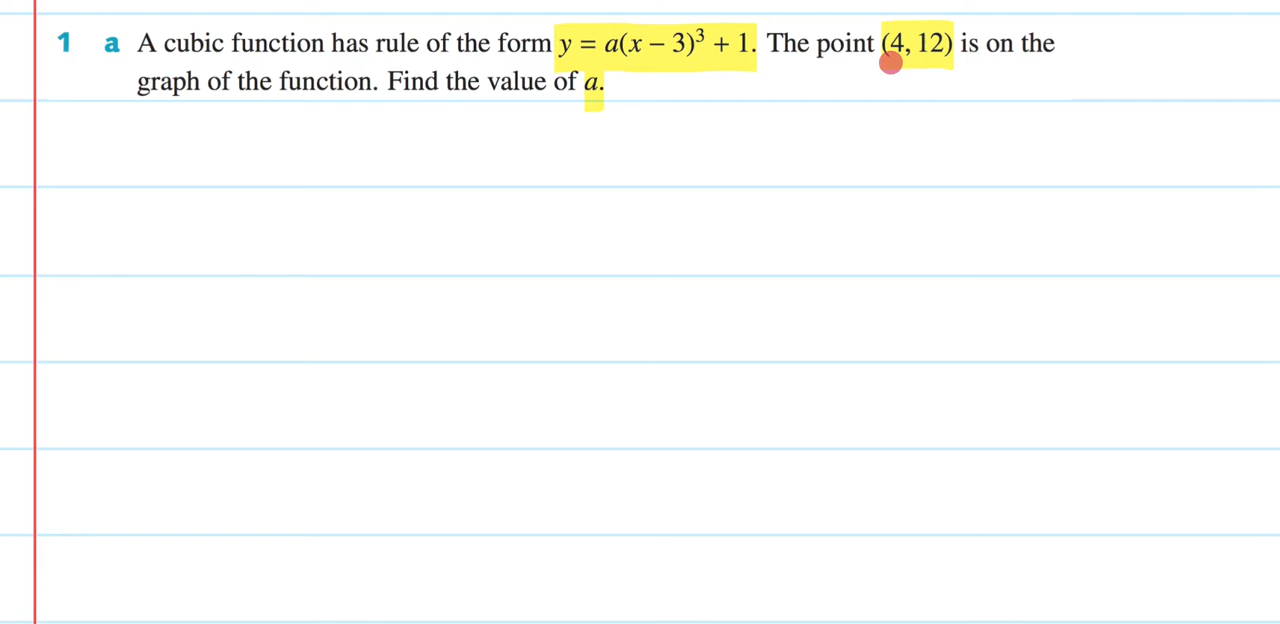 1 a A cubic function has rule of the form y = a(x − 3)³ + 1. The point (4, 12) is on the
graph of the function. Find the value of a.